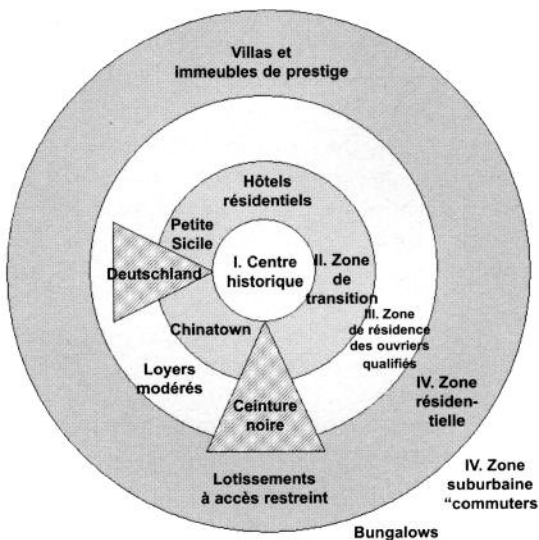 Villas et
immeubles de prestige
Hôtels
résidentiels
Petite
Sicile
I. Centre
historique
II. Zone
de
transition
Deutschland
Chinatown
III. Zone
de résidence
des ouvriers
qualifiés
Loyers
modérés
Ceinture
noire
IV. Zone
résiden-
tielle
Lotissements
à accès restreint
IV. Zone
suburbaine
“commuters
Bungalows